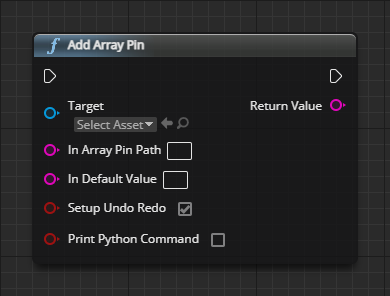 f Add Array Pin
Target
Return Value
Select Asset
In Array Pin Path
In Default Value
Setup Undo Redo
Print Python Command